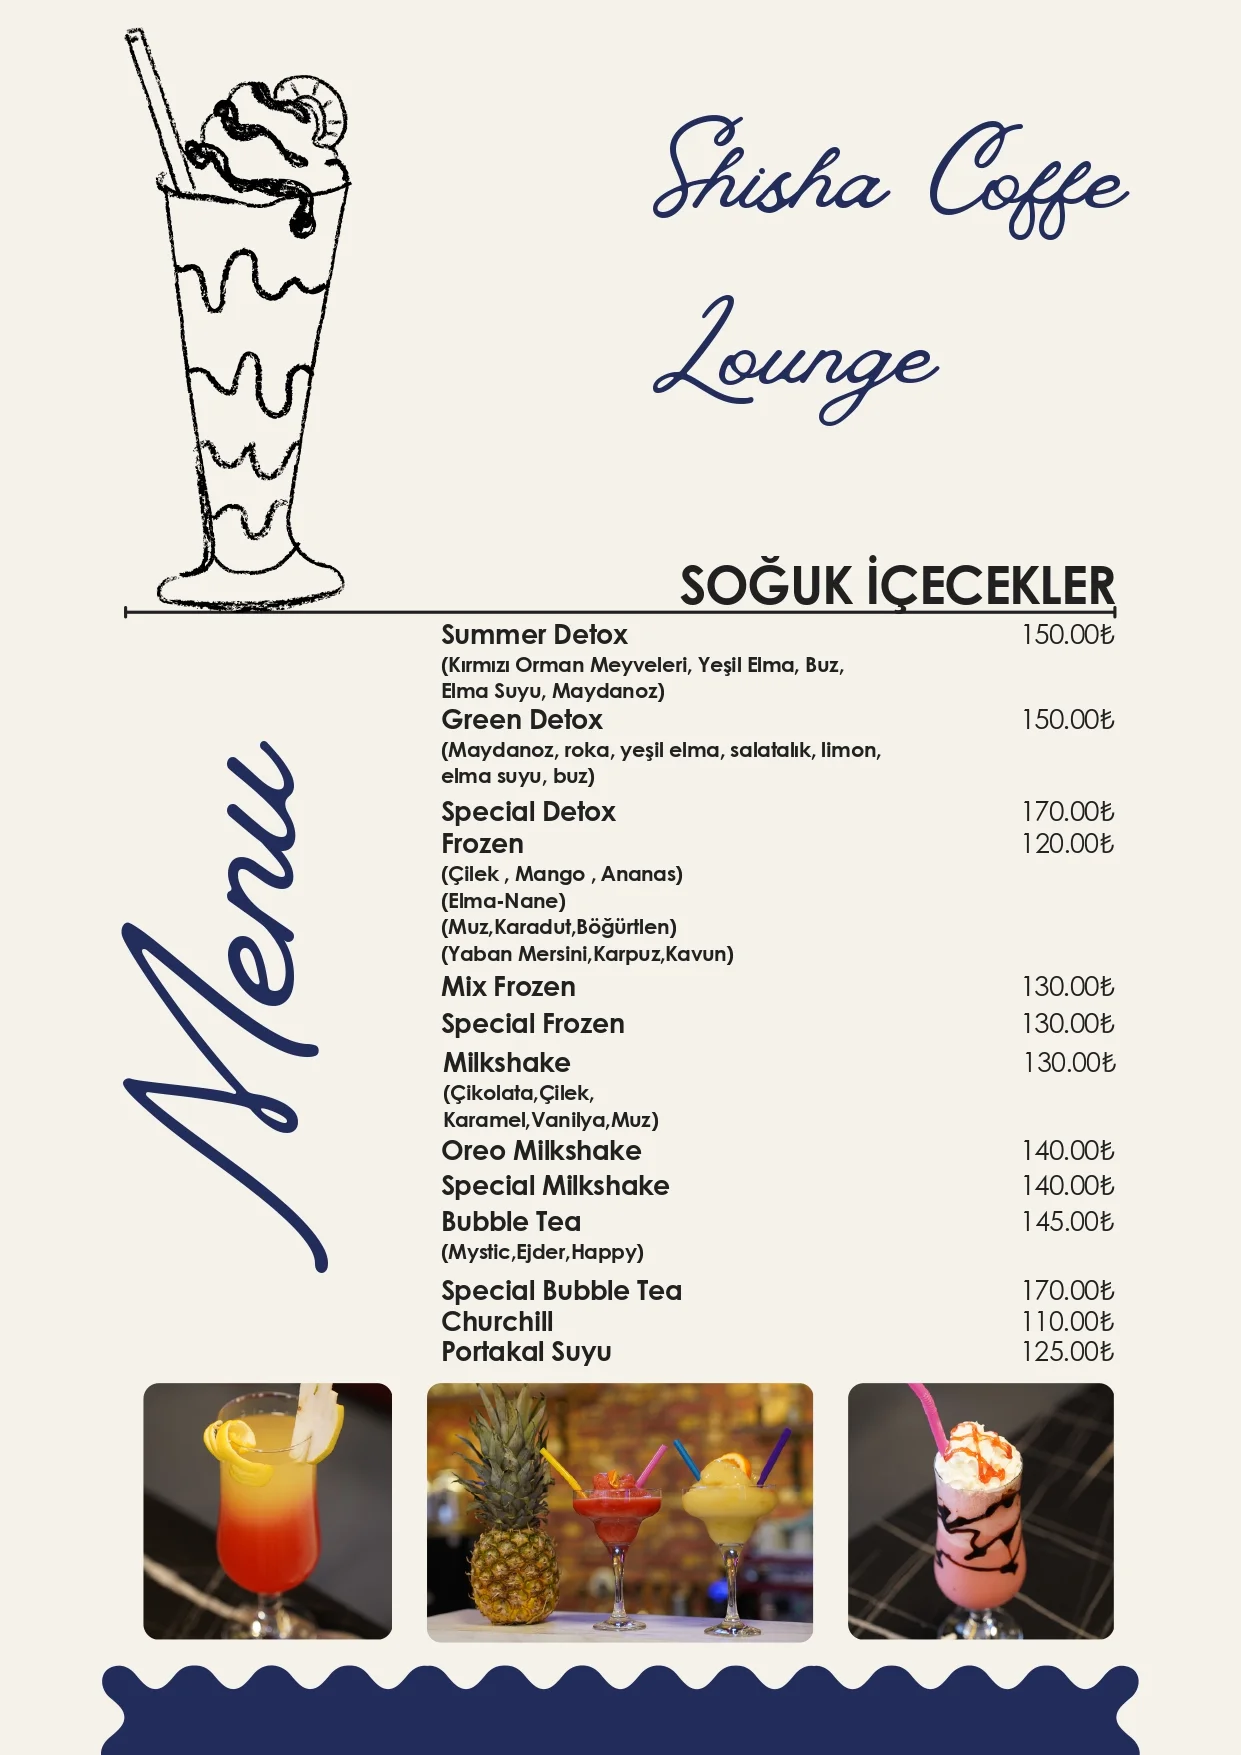 Shisha Coffe
Lounge
SOĞUK İÇECEKLER
Menu
Summer Detox 150.00₺
(Kırmızı Orman Meyveleri, Yeşil Elma, Buz,
Elma Suyu, Maydanoz)
Green Detox 150.00₺
(Maydanoz, roka, yeşil elma, salatalık, limon,
elma suyu, buz)
Special Detox 170.00₺
Frozen 120.00₺
(Çilek , Mango , Ananas)
(Elma-Nane)
(Muz,Karadut,Böğürtlen)
(Yaban Mersini,Karpuz,Kavun)
Mix Frozen 130.00₺
Special Frozen 130.00₺
Milkshake 130.00₺
(Çikolata,Çilek,
Karamel,Vanilya,Muz)
Oreo Milkshake 140.00₺
Special Milkshake 140.00₺
Bubble Tea 145.00₺
(Mystic,Ejder,Happy)
Special Bubble Tea 170.00₺
Churchill 110.00₺
Portakal Suyu 125.00₺